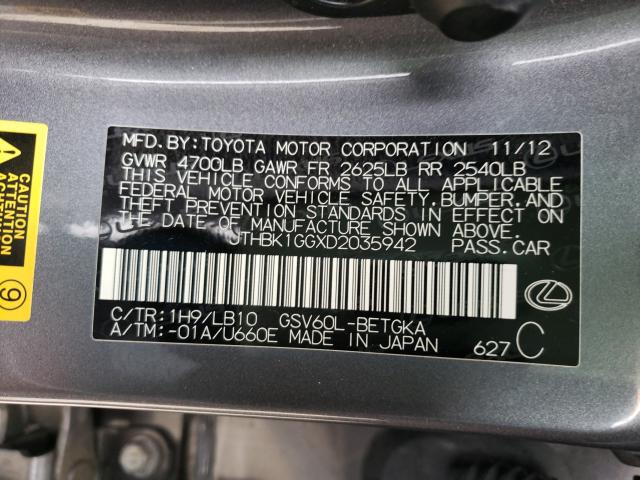 MFD.BY:TOYOTA MOTOR CORPORATION 11/12
GVWR 4700LB GAWR FR 2625LB RR 2540LB
THIS VEHICLE CONFORMS TO ALL APPLICABLE
FEDERAL MOTOR VEHICLE SAFETY,BUMPER,AND
THEFT PREVENTION STANDARDS IN EFFECT ON
THE DATE OF MANUFACTURE SHOWN ABOVE.
JTHBK1GGXD2035942 PASS.CAR
C/TR:1H9/LB10 GSV60L-BETGKA
A/TM:-01A/U660E MADE IN JAPAN 627 C
9